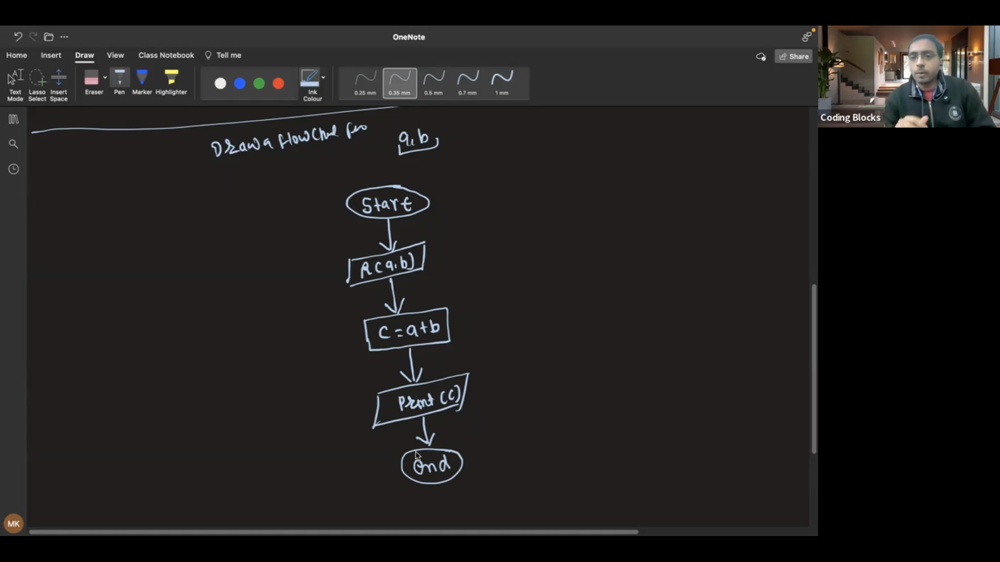 OneNote
Home Insert Draw View Class Notebook Tell me
Share
Text Mode
Lasso Select
Insert Space
Eraser
Pen
Marker
Highlighter
Ink Colour
0.25 mm
0.35 mm
0.5 mm
0.7 mm
1 mm
Coding Blocks
Draw a flow
a, b
Start
R(a,b)
C = a+b
Print (C)
End
MK